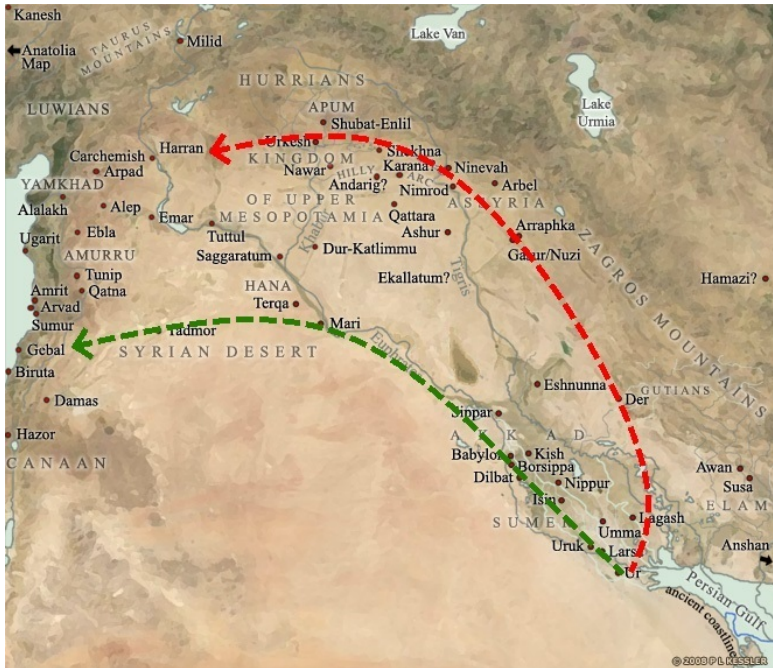 Kanesh
Anatolia
Map
TAURUS
MOUNTAINS
Milid
Lake Van
HURRIANS
Lake
Urmia
LUWIANS
APUM
Shubat-Enlil
Harran
Urkesh
Shekhna
Carchemish
Arpad
KINGDOM
Nawar
HILLY
ARC
Karana?
Ninevah
YAMKHAD
Andarig?
Nimrod
Arbel
Alalakh
Alep
Emar
OF UPPER
MESOPOTAMIA
Qattara
ASSYRIA
Ugarit
Ebla
Tuttul
Khabur
Ashur
Arraphka
Gasur/Nuzi
ZAGROS MOUNTAINS
AMURRU
Saggaratum
Dur-Katlimmu
Tunip
Ekallatum?
Tigris
Hamazi?
Amrit
Qatna
HANA
Arvad
Terqa
Sumur
Tadmor
Mari
Gebal
SYRIAN DESERT
Euphrates
Biruta
Eshnunna
GUTIANS
Damas
Der
Sippar
Hazor
AKKAD
CANAAN
Babylon
Kish
Borsippa
Awan
Dilbat
Nippur
Susa
Isin
ELAM
SUMER
Lagash
Umma
Uruk
Larsa
Anshan
Ur
Persian Gulf
ancient coastline
© 2008 P L KESSLER